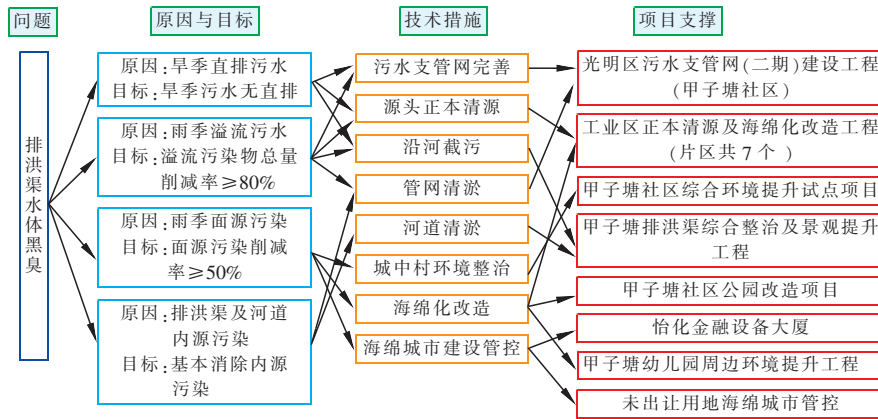 问题
原因与目标
技术措施
项目支撑
排洪渠水体黑臭
原因:旱季直排污水
目标:旱季污水无直排
原因:雨季溢流污水
目标:溢流污染物总量
削减率≥80%
原因:雨季面源污染
目标:面源污染削减
率≥50%
原因:排洪渠及河道
内源污染
目标:基本消除内源
污染
污水支管网完善
源头正本清源
沿河截污
管网清淤
河道清淤
城中村环境整治
海绵化改造
海绵城市建设管控
光明区污水支管网(二期)建设工程
(甲子塘社区)
工业区正本清源及海绵化改造工程
(片区共7个 )
甲子塘社区综合环境提升试点项目
甲子塘排洪渠综合整治及景观提升
工程
甲子塘社区公园改造项目
怡化金融设备大厦
甲子塘幼儿园周边环境提升工程
未出让用地海绵城市管控